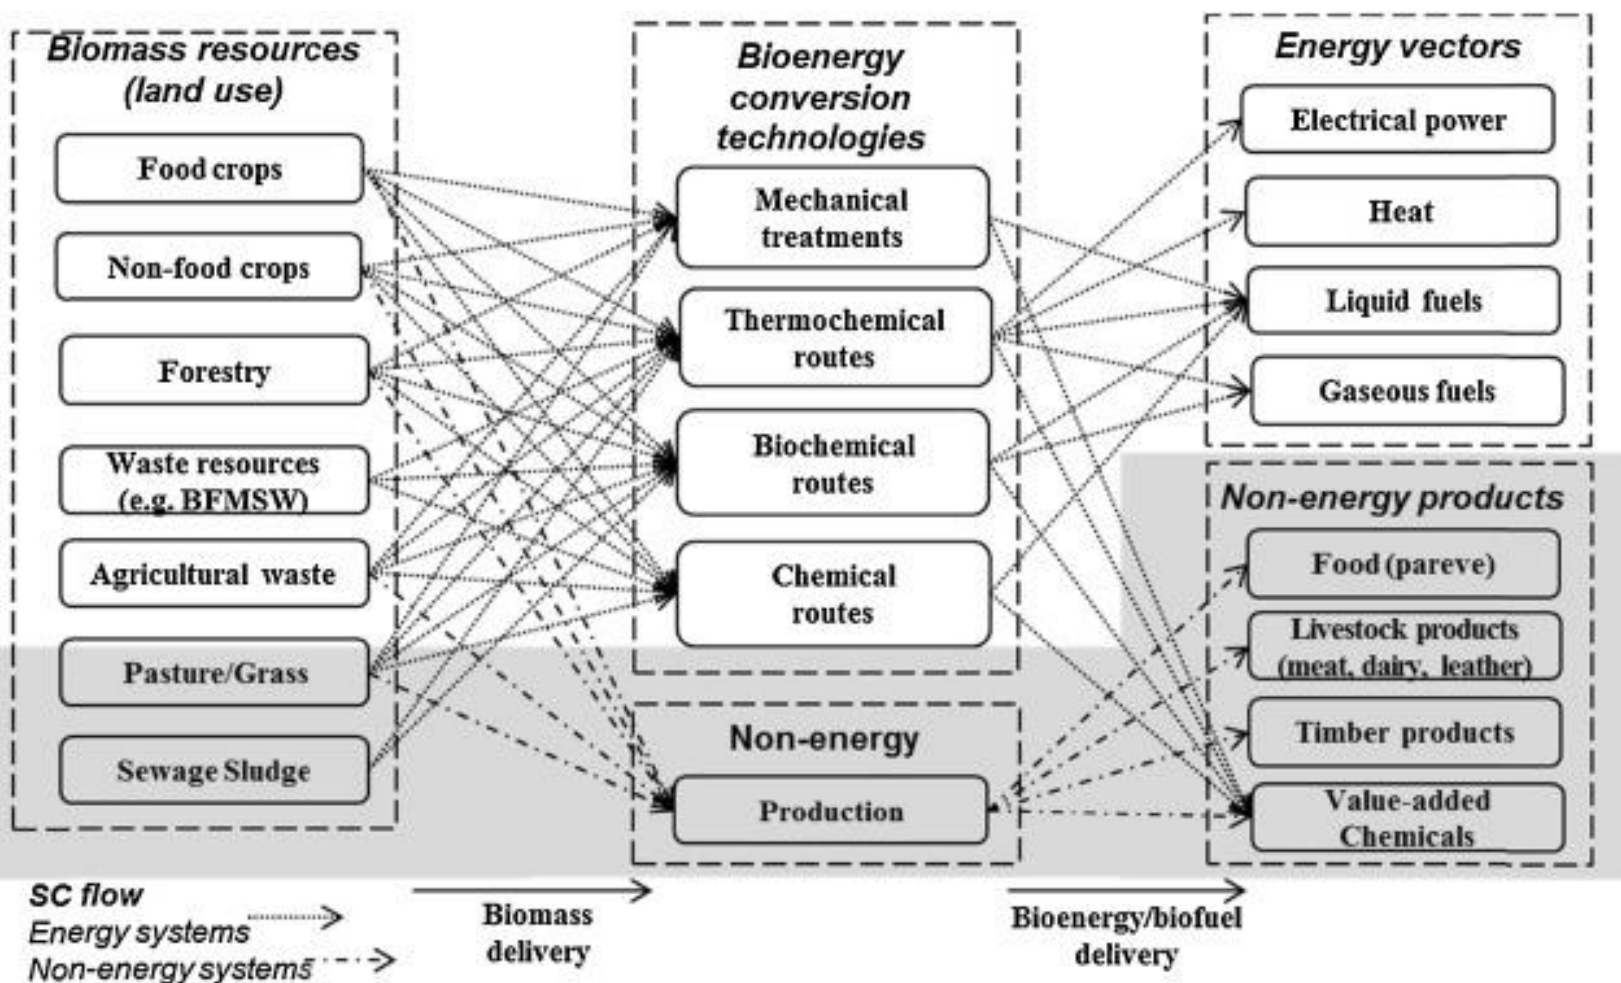 Biomass resources
(land use)
Food crops
Non-food crops
Forestry
Waste resources
(e.g. BFMSW)
Agricultural waste
Pasture/Grass
Sewage Sludge
Bioenergy
conversion
technologies
Mechanical
treatments
Thermochemical
routes
Biochemical
routes
Chemical
routes
Non-energy
Production
Energy vectors
Electrical power
Heat
Liquid fuels
Gaseous fuels
Non-energy products
Food (pareve)
Livestock products
(meat, dairy, leather)
Timber products
Value-added
Chemicals
SC flow
Energy systems
Non-energy systems
Biomass
delivery
Bioenergy/biofuel
delivery